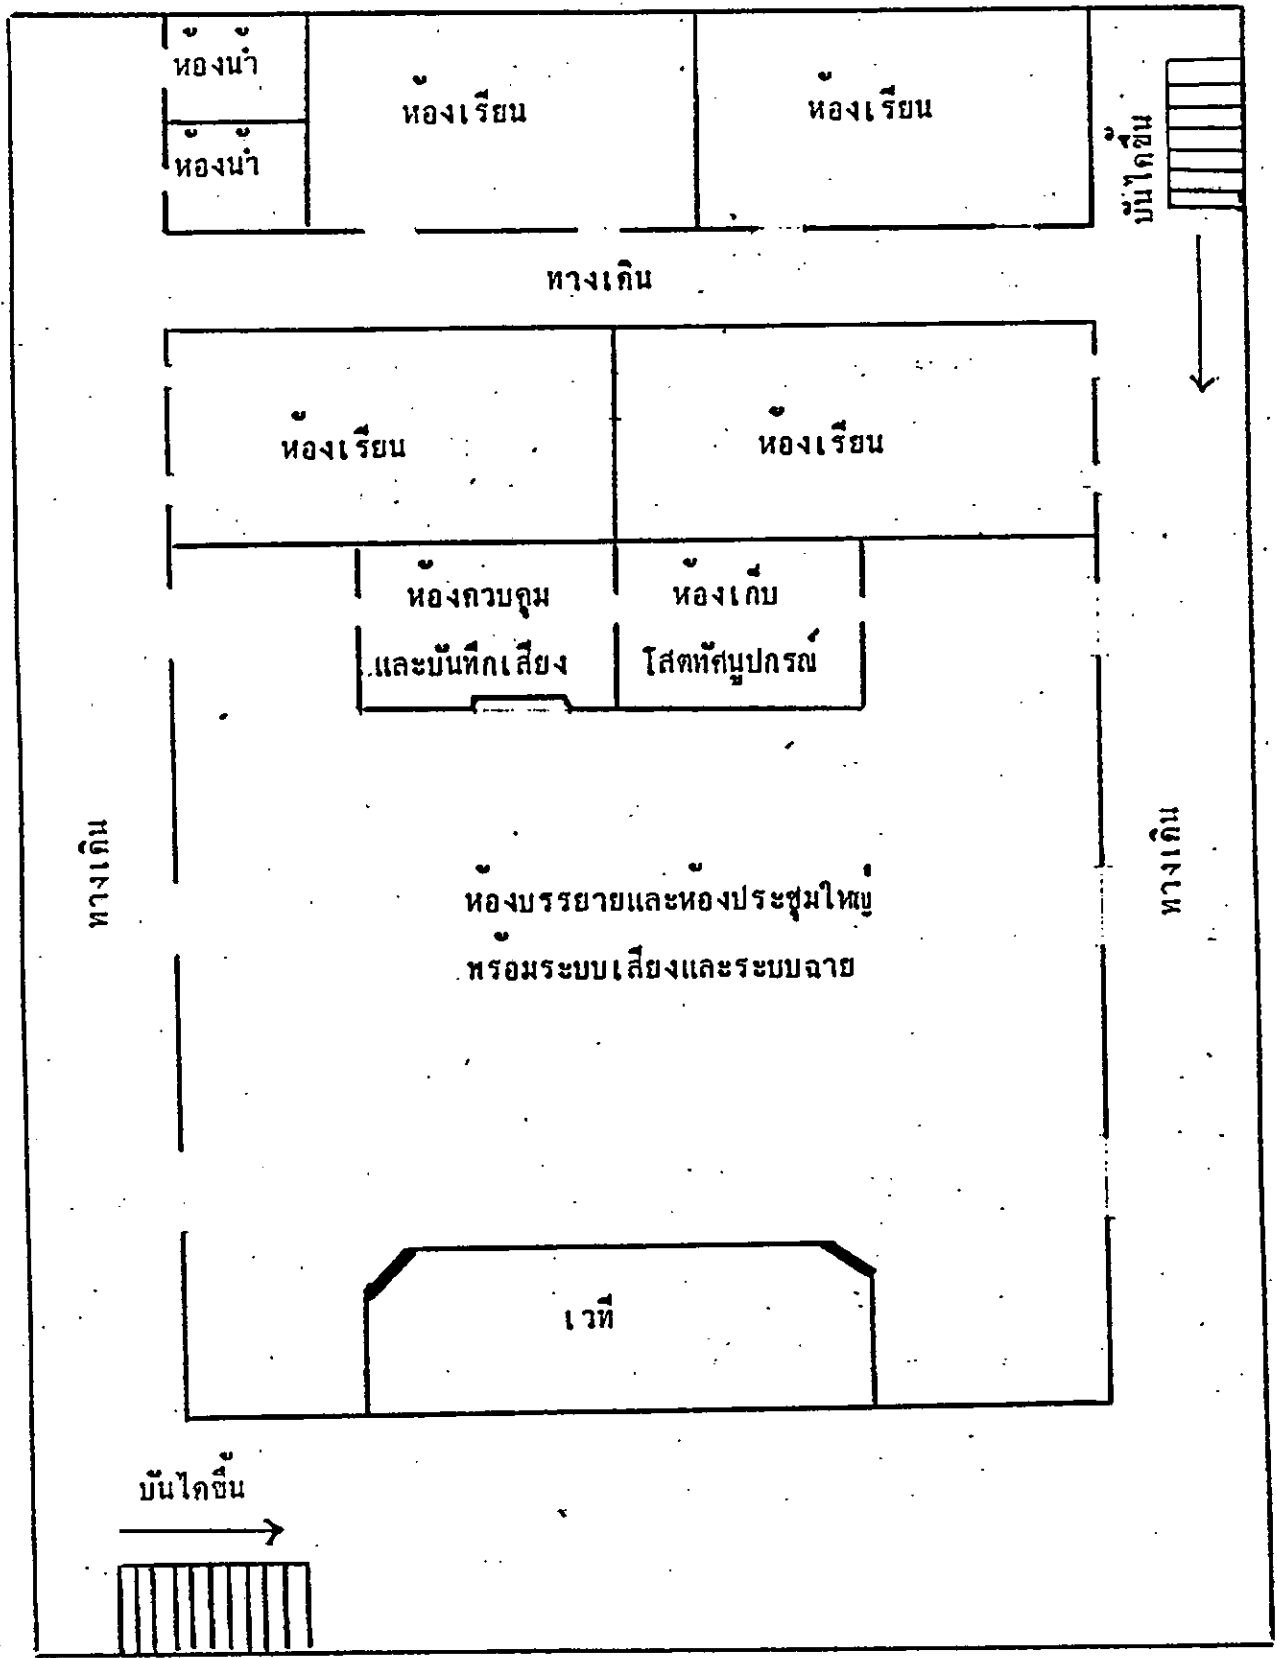 ห้องน้ำ
ห้องเรียน
ห้องเรียน
ห้องน้ำ
บันไดขึ้น
ทางเดิน
ห้องเรียน
ห้องเรียน
ห้องควบคุม
และบันทึกเสียง
ห้องเก็บ
โสตทัศนูปกรณ์
ทางเดิน
ทางเดิน
ห้องบรรยายและห้องประชุมใหญ่
พร้อมระบบเสียงและระบบฉาย
เวที
บันไดขึ้น